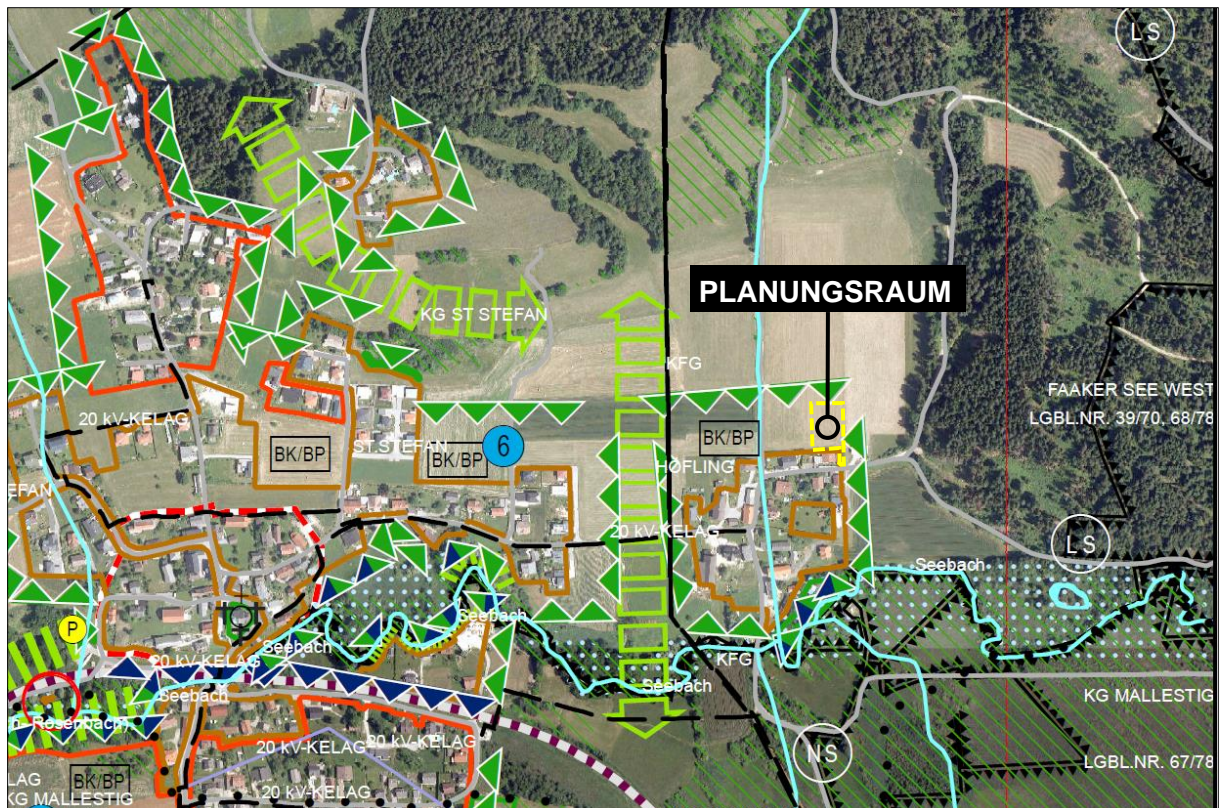 LS
PLANUNGSRAUM
KG ST STEFAN
KFG
FAAKER SEE WEST
LGBL.NR. 39/70, 68/78
20 kV-KELAG
BK/BP
ST.STEFAN
BK/BP
6
BK/BP
HÖFLING
EFAN
20 kV-KELAG
LS
Seebach
Seebach
P
Seebach
20 kV-KELAG
KFG
Seebach
Seebach
KG MALLESTIG
n- Rosenbach)
20 kV-KELAG
20 kV-KELAG
NS
LGBL.NR. 67/78
LAG
BK/BP
20 kV-KELAG
KG MALLESTIG